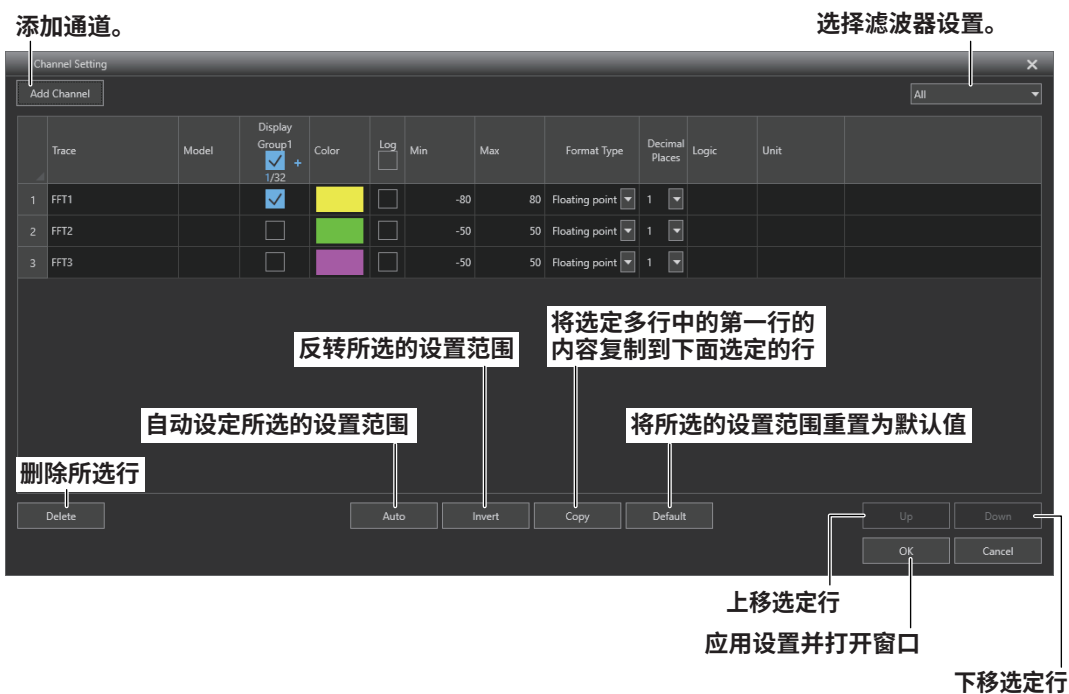 添加通道。
选择滤波器设置。
Channel Setting
Add Channel
All
Trace
Model
Display
Group1
+
1/32
Color
Log
Min
Max
Format Type
Decimal
Places
Logic
Unit
1 FFT1 -80 80 Floating point 1
2 FFT2 -50 50 Floating point 1
3 FFT3 -50 50 Floating point 1
将选定多行中的第一行的
内容复制到下面选定的行
反转所选的设置范围
自动设定所选的设置范围
将所选的设置范围重置为默认值
删除所选行
Delete
Auto
Invert
Copy
Default
Up
Down
OK
Cancel
上移选定行
应用设置并打开窗口
下移选定行